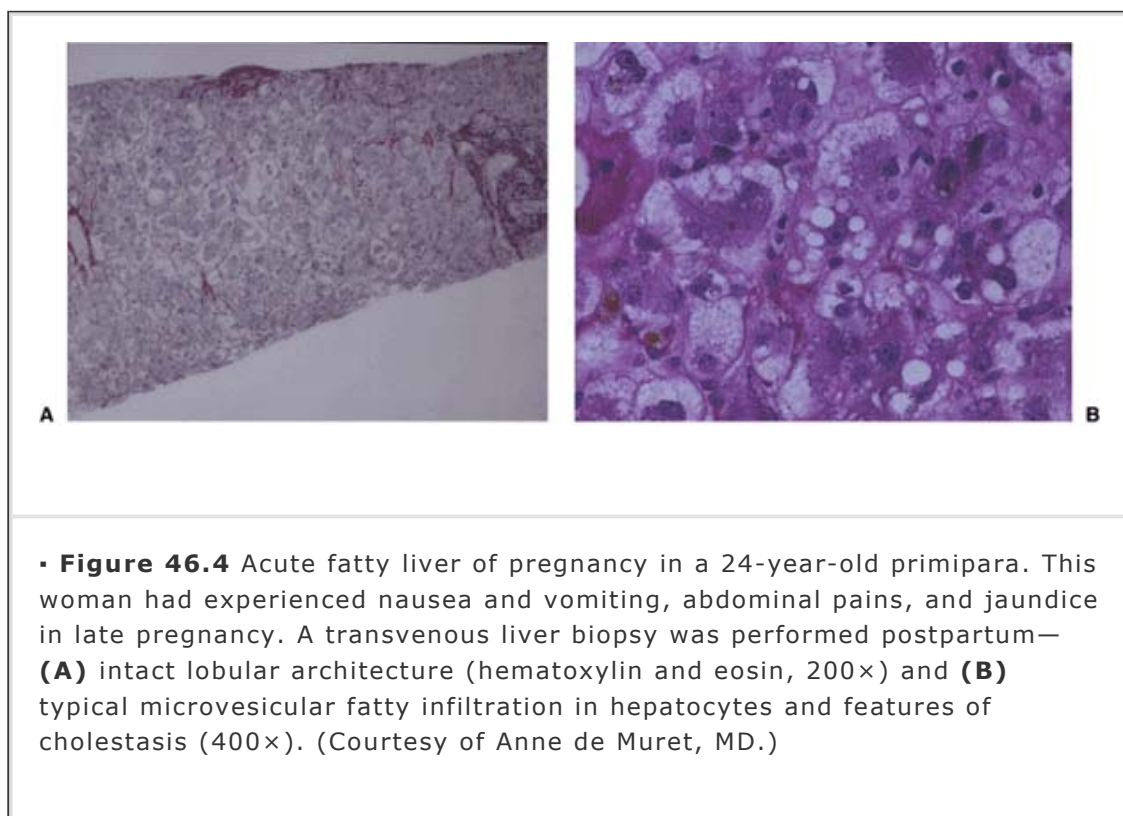 A
B
▪ Figure 46.4 Acute fatty liver of pregnancy in a 24-year-old primipara. This
woman had experienced nausea and vomiting, abdominal pains, and jaundice
in late pregnancy. A transvenous liver biopsy was performed postpartum—
(A) intact lobular architecture (hematoxylin and eosin, 200×) and (B)
typical microvesicular fatty infiltration in hepatocytes and features of
cholestasis (400×). (Courtesy of Anne de Muret, MD.)